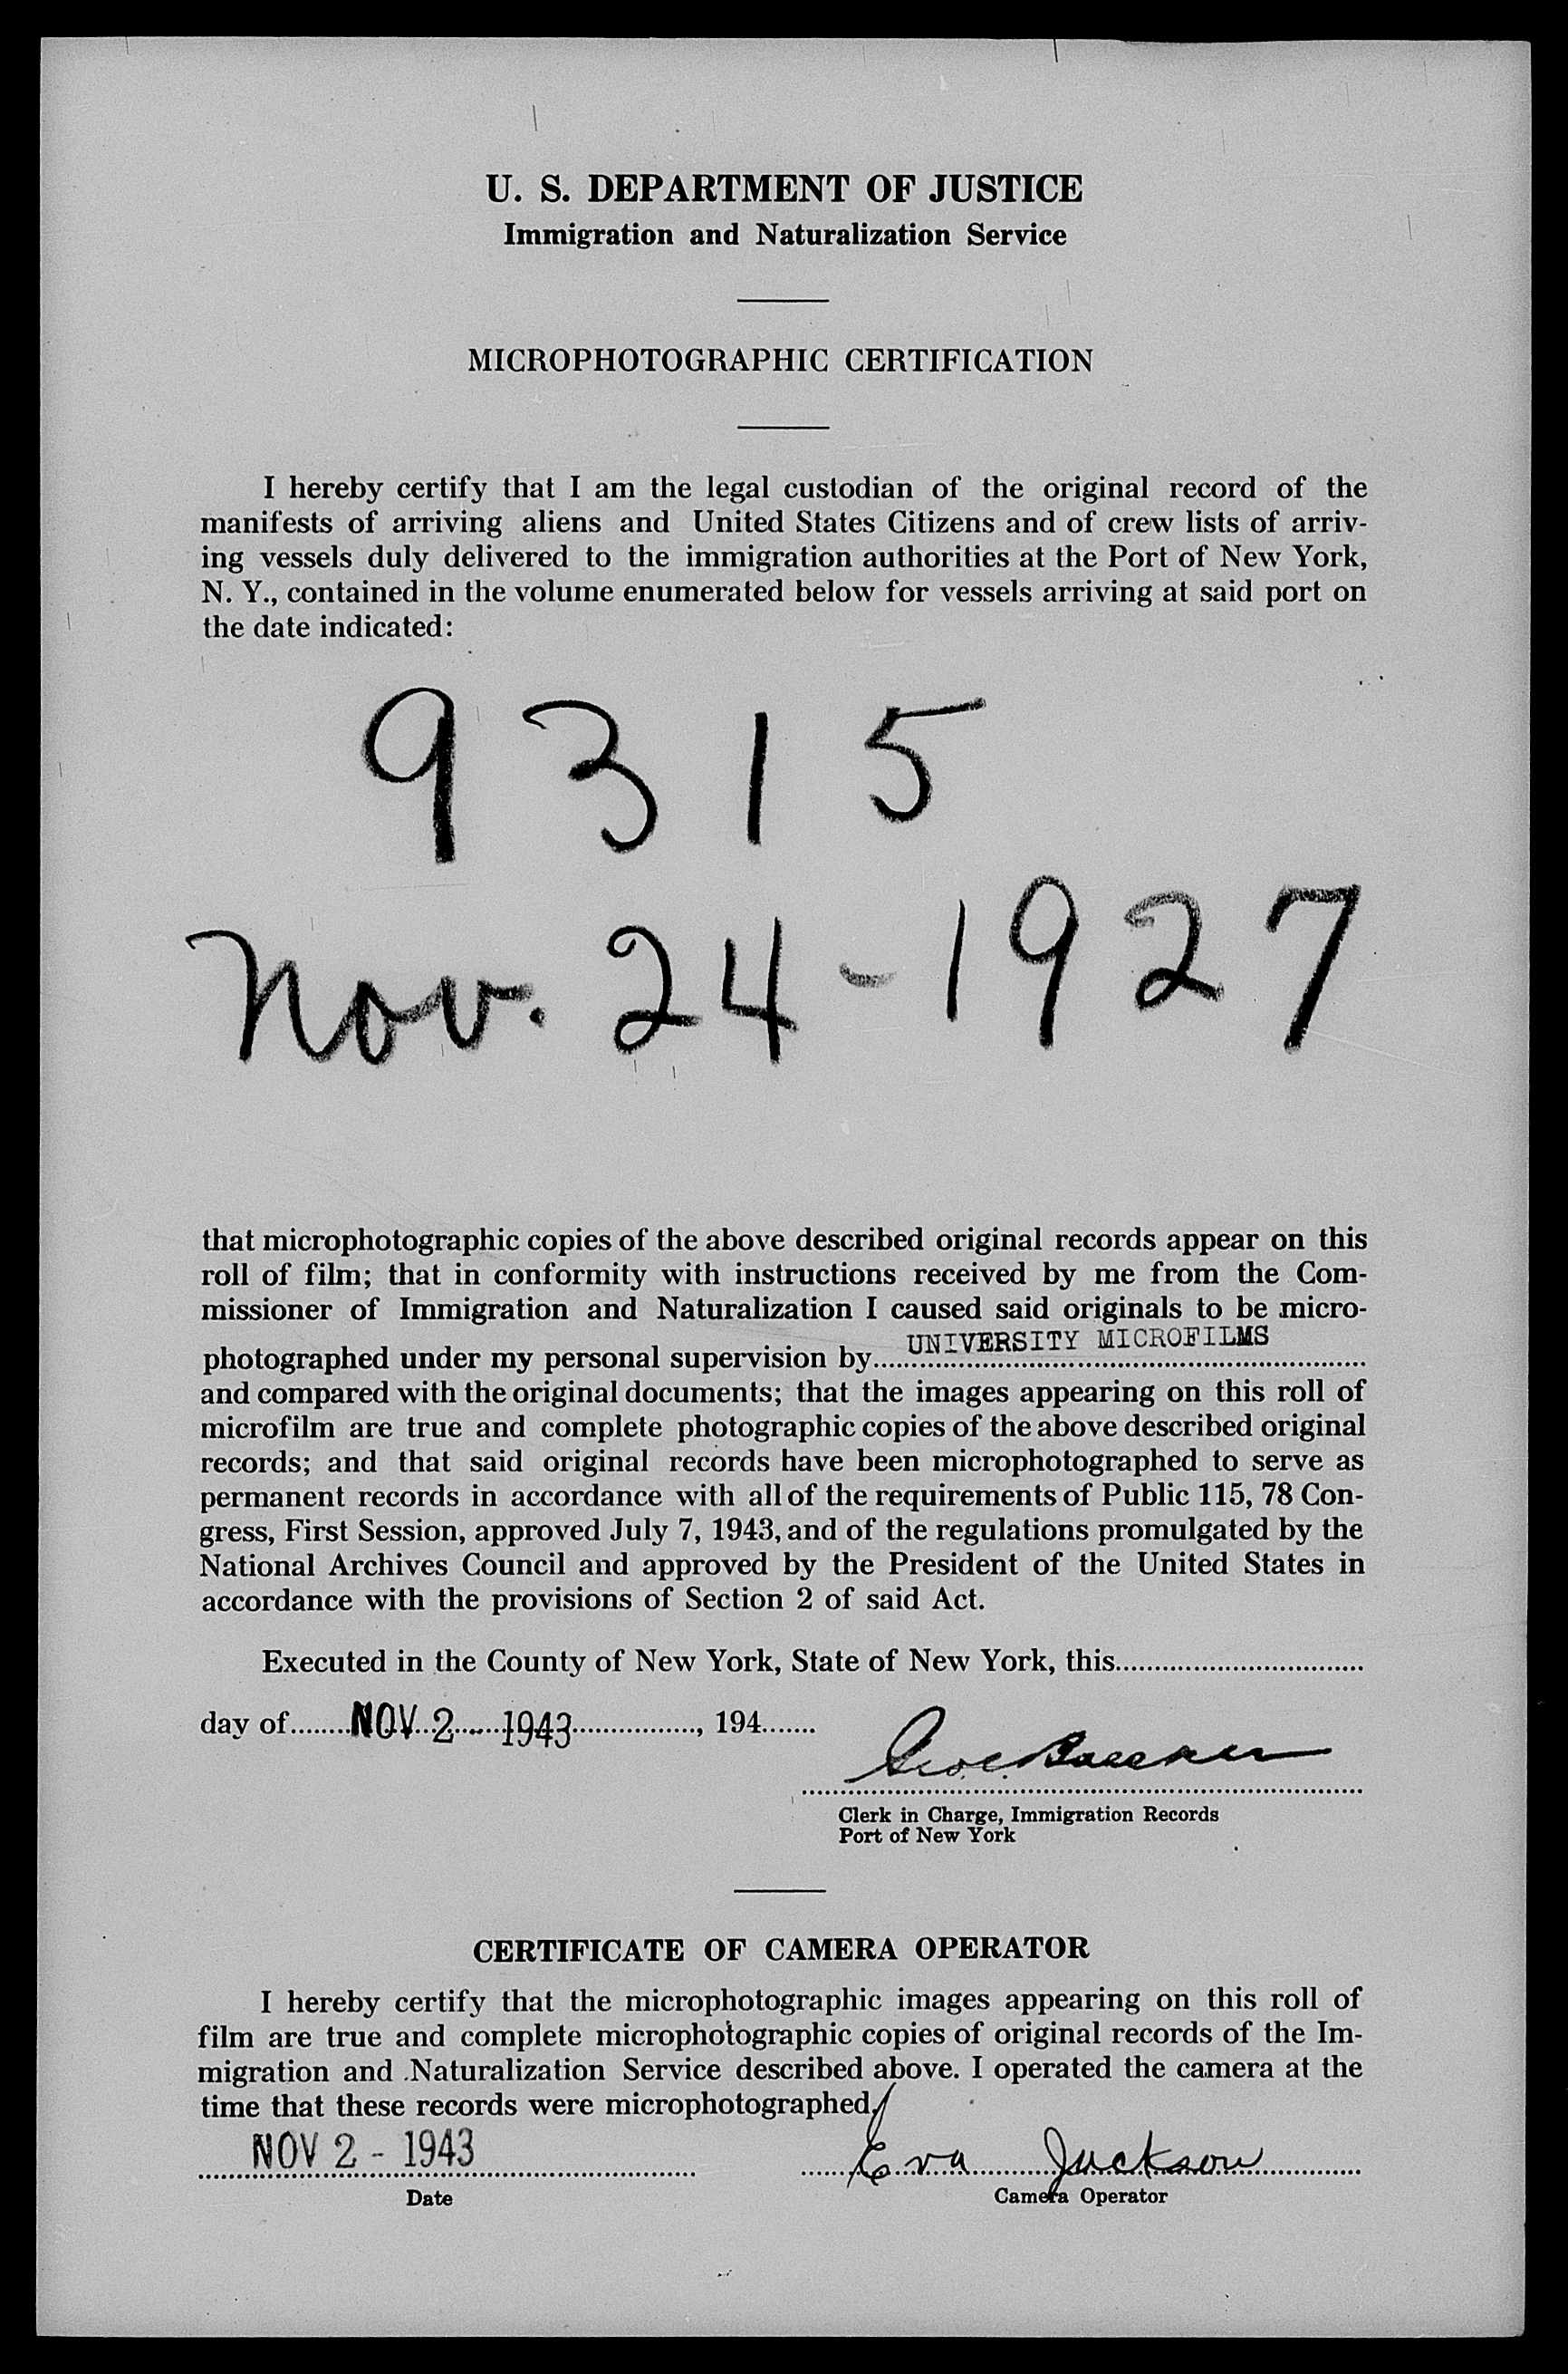 U. S. DEPARTMENT OF JUSTICE
Immigration and Naturalization Service
MICROPHOTOGRAPHIC CERTIFICATION
I hereby certify that I am the legal custodian of the original record of the
manifests of arriving aliens and United States Citizens and of crew lists of arriv-
ing vessels duly delivered to the immigration authorities at the Port of New York,
N. Y., contained in the volume enumerated below for vessels arriving at said port on
the date indicated:
9315
Nov. 24-1927
that microphotographic copies of the above described original records appear on this
roll of film; that in conformity with instructions received by me from the Com-
missioner of Immigration and Naturalization I caused said originals to be micro-
photographed under my personal supervision by UNIVERSITY MICROFILMS
and compared with the original documents; that the images appearing on this roll of
microfilm are true and complete photographic copies of the above described original
records; and that said original records have been microphotographed to serve as
permanent records in accordance with all of the requirements of Public 115, 78 Con-
gress, First Session, approved July 7, 1943, and of the regulations promulgated by the
National Archives Council and approved by the President of the United States in
accordance with the provisions of Section 2 of said Act.
Executed in the County of New York, State of New York, this
day of NOV 2 - 1943, 194
Clerk in Charge, Immigration Records
Port of New York
CERTIFICATE OF CAMERA OPERATOR
I hereby certify that the microphotographic images appearing on this roll of
film are true and complete microphotographic copies of original records of the Im-
migration and Naturalization Service described above. I operated the camera at the
time that these records were microphotographed.
NOV 2 - 1943 Eva Jackson
Date Camera Operator